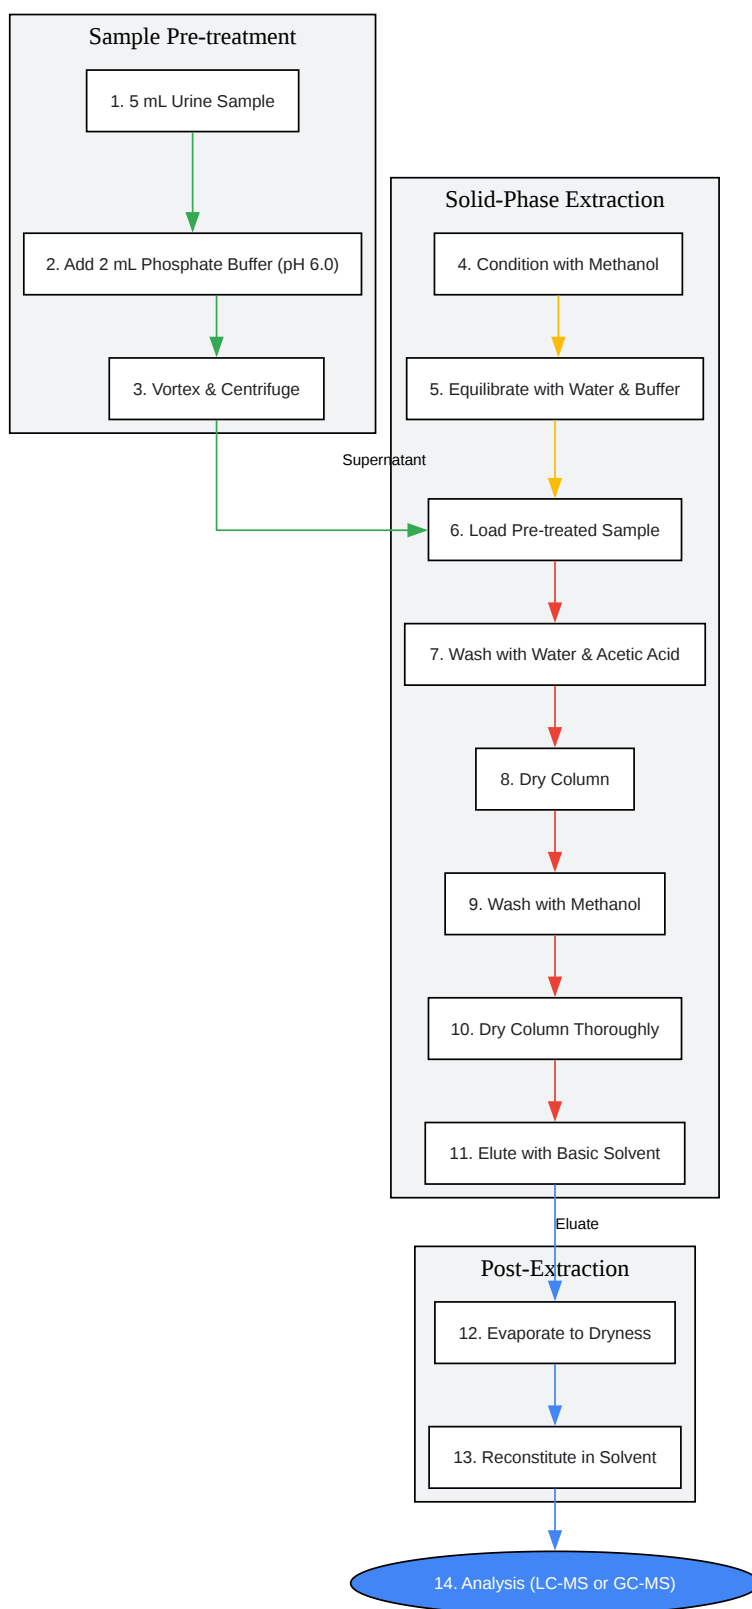 Sample Pre-treatment
1. 5 mL Urine Sample
2. Add 2 mL Phosphate Buffer (pH 6.0)
3. Vortex & Centrifuge
Supernatant
Solid-Phase Extraction
4. Condition with Methanol
5. Equilibrate with Water & Buffer
6. Load Pre-treated Sample
7. Wash with Water & Acetic Acid
8. Dry Column
9. Wash with Methanol
10. Dry Column Thoroughly
11. Elute with Basic Solvent
Eluate
Post-Extraction
12. Evaporate to Dryness
13. Reconstitute in Solvent
14. Analysis (LC-MS or GC-MS)